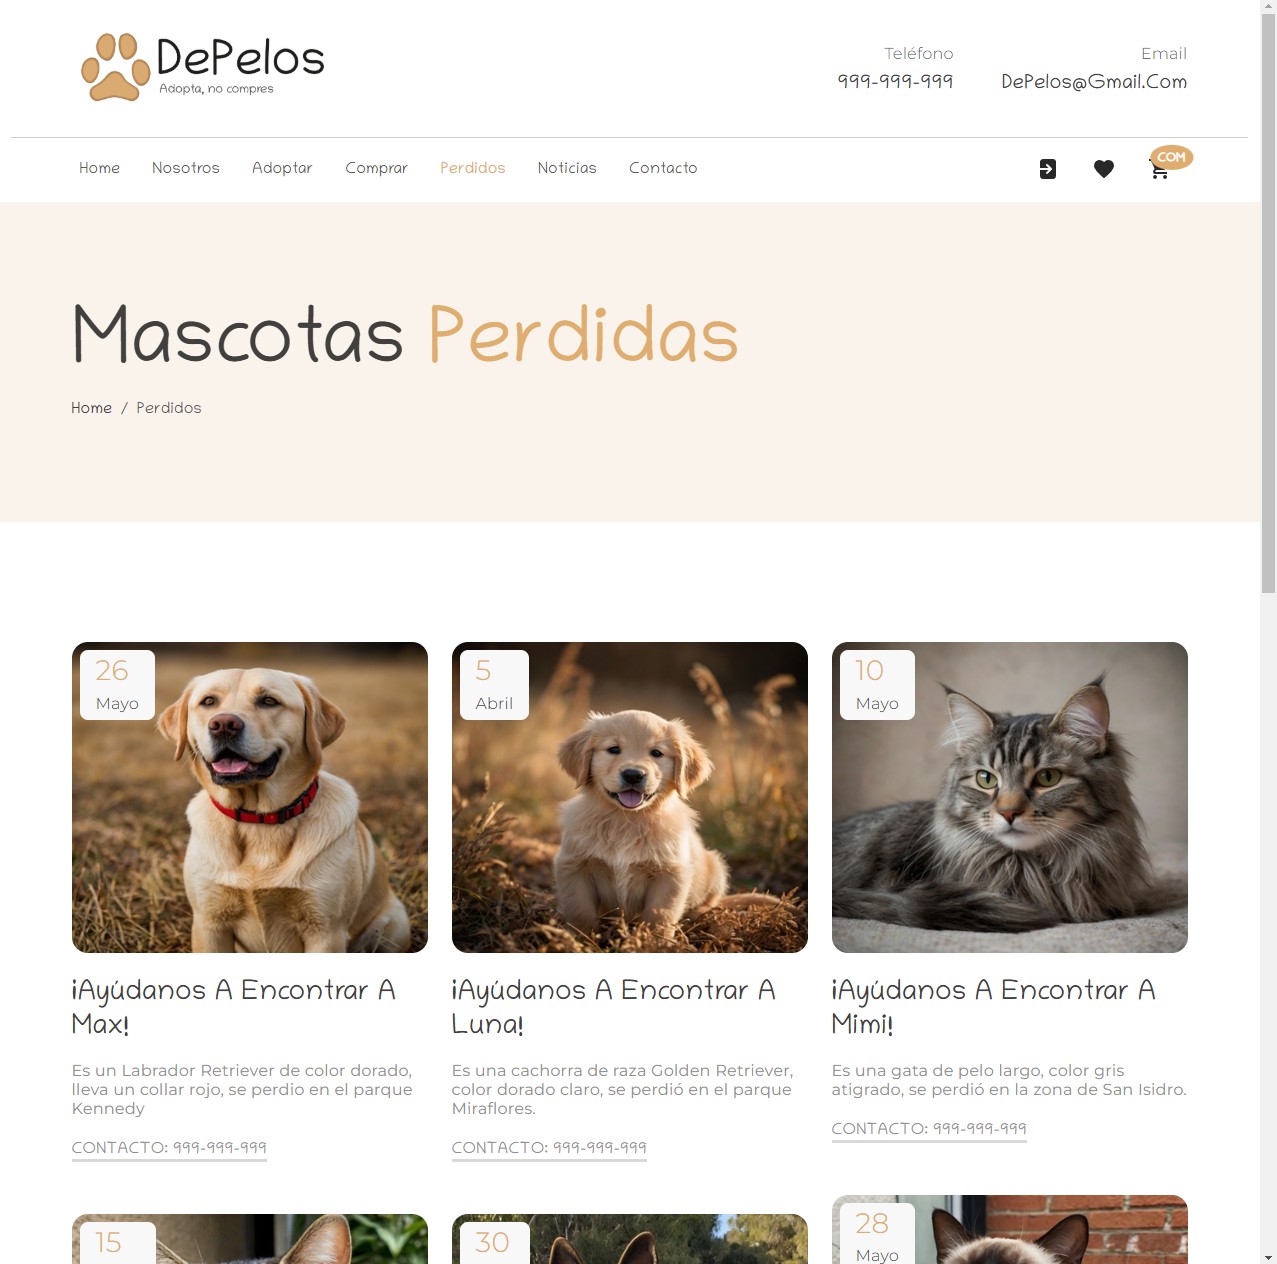 DePelos
Adopta, no compres
Teléfono
999-999-999
Email
DePelos@Gmail.Com
Home
Nosotros
Adoptar
Comprar
Perdidos
Noticias
Contacto
COM
Mascotas Perdidas
Home / Perdidos
26
Mayo
¡Ayúdanos A Encontrar A
Max!
Es un Labrador Retriever de color dorado,
lleva un collar rojo, se perdio en el parque
Kennedy
CONTACTO: 999-999-999
5
Abril
¡Ayúdanos A Encontrar A
Luna!
Es una cachorra de raza Golden Retriever,
color dorado claro, se perdió en el parque
Miraflores.
CONTACTO: 999-999-999
10
Mayo
¡Ayúdanos A Encontrar A
Mimi!
Es una gata de pelo largo, color gris
atigrado, se perdió en la zona de San Isidro.
CONTACTO: 999-999-999
15
30
28
Mayo